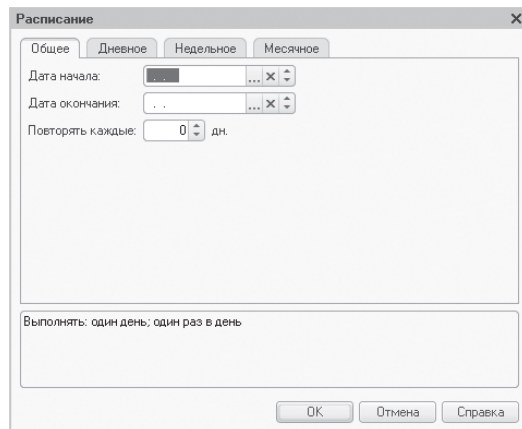 Расписание
Общее Дневное Недельное Месячное
Дата начала: . .
Дата окончания: . .
Повторять каждые: 0 дн.
Выполнять: один день; один раз в день
OK Отмена Справка